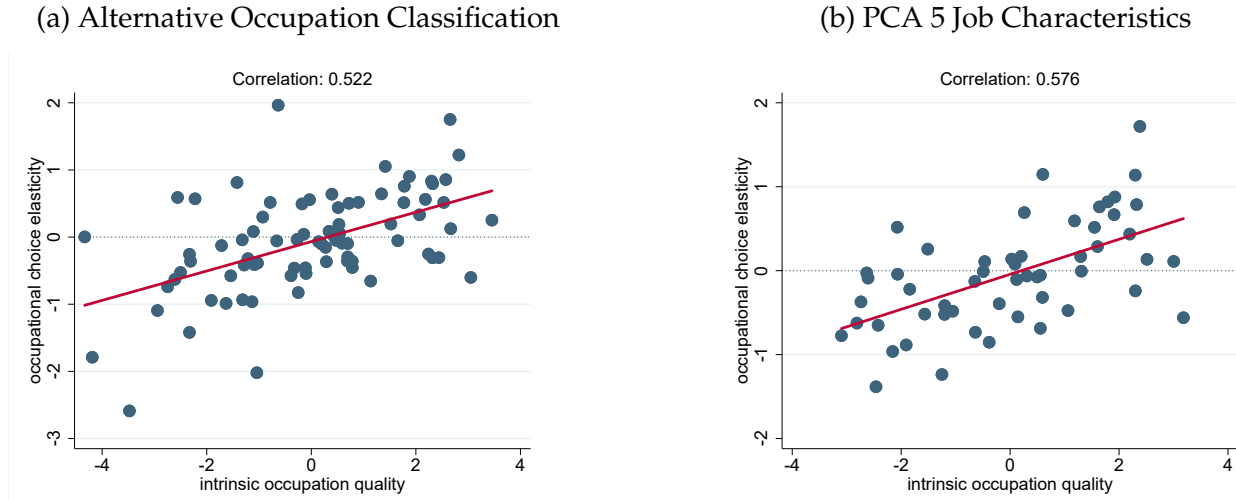 (a) Alternative Occupation Classification
Correlation: 0.522
occupational choice elasticity
2
1
0
-1
-2
-3
-4
-2
0
2
4
intrinsic occupation quality
(b) PCA 5 Job Characteristics
Correlation: 0.576
occupational choice elasticity
2
1
0
-1
-2
-4
-2
0
2
4
intrinsic occupation quality